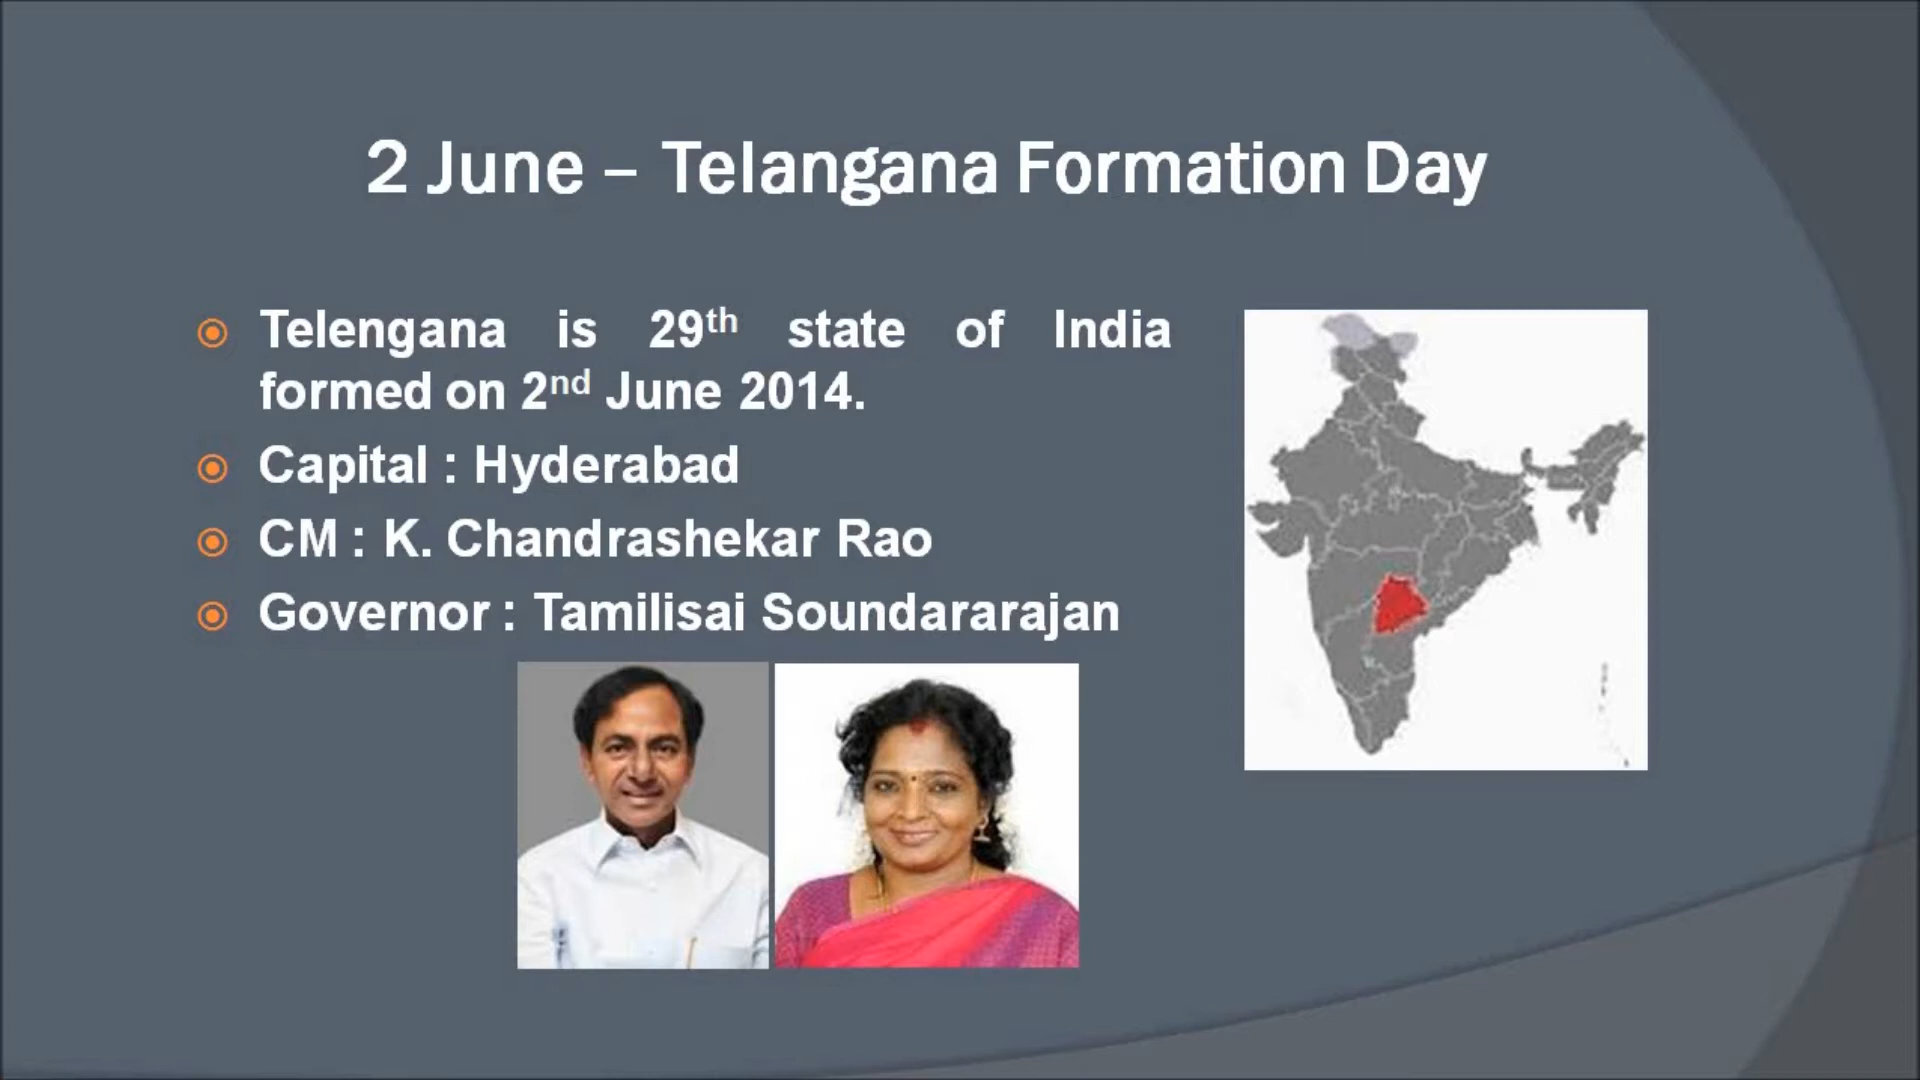 2 June – Telangana Formation Day
Telengana is 29th state of India
formed on 2nd June 2014.
Capital : Hyderabad
CM : K. Chandrashekar Rao
Governor : Tamilisai Soundararajan